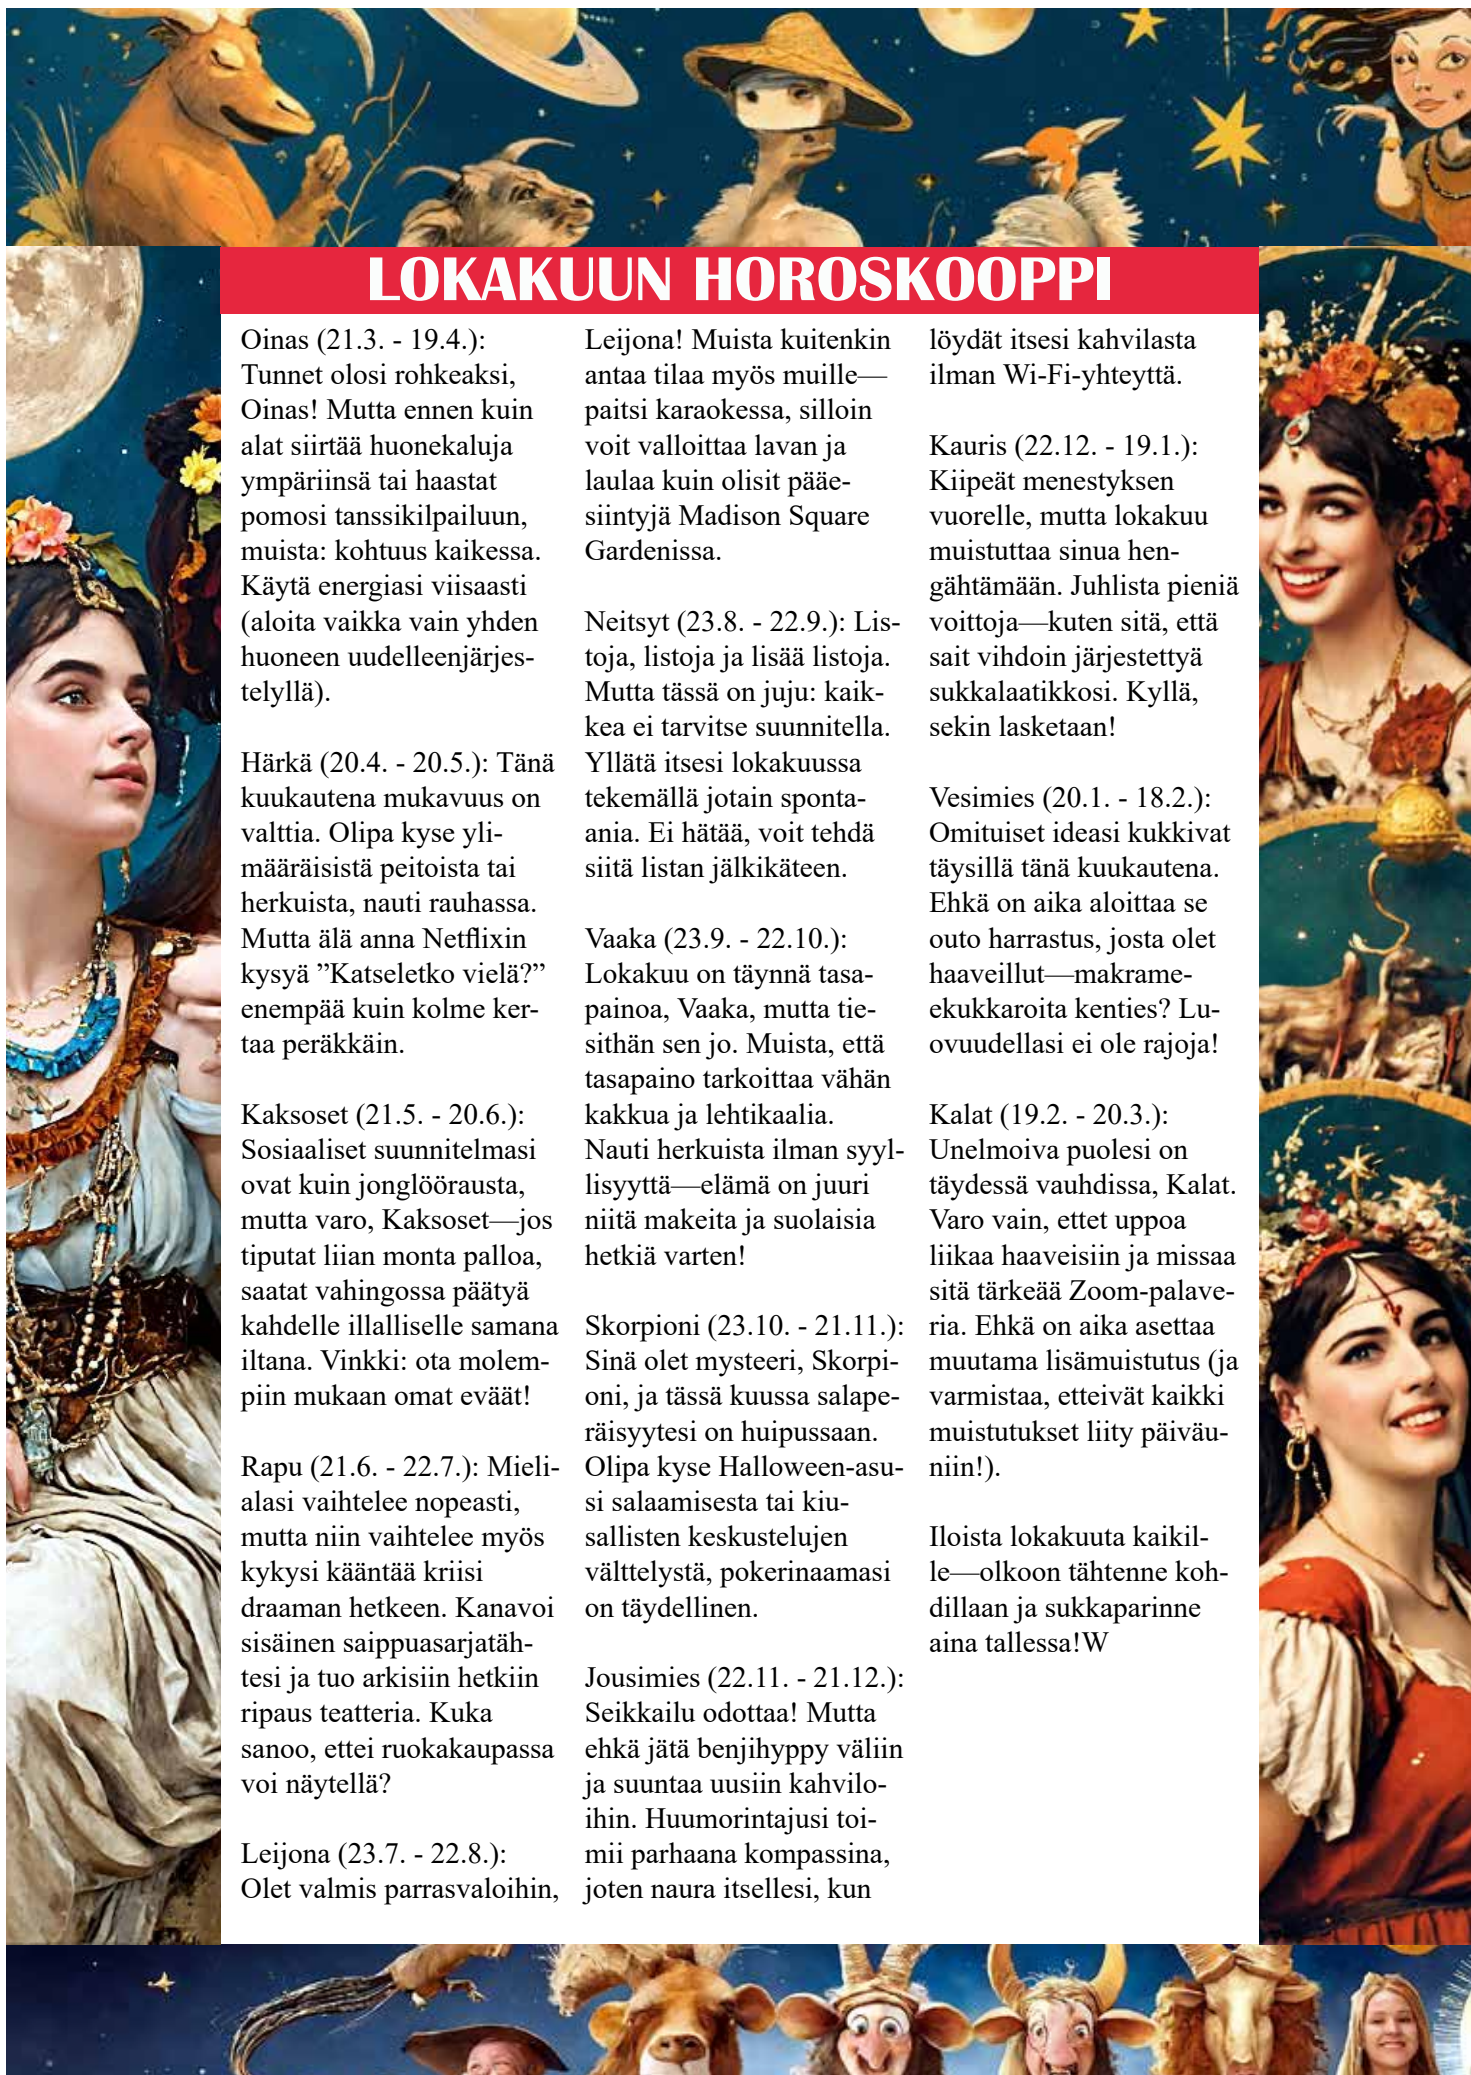 LOKAKUUN HOROSKOOPPI
Oinas (21.3. - 19.4.):
Tunnet olosi rohkeaksi,
Oinas! Mutta ennen kuin
alat siirtää huonekaluja
ympäriinsä tai haastat
pomosi tanssikilpailuun,
muista: kohtuus kaikessa.
Käytä energiasi viisaasti
(aloita vaikka vain yhden
huoneen uudelleenjärjes-
telyllä).
Härkä (20.4. - 20.5.): Tänä
kuukautena mukavuus on
valttia. Olipa kyse yli-
määräisistä peitoista tai
herkuista, nauti rauhassa.
Mutta älä anna Netflixin
kysyä ”Katseletko vielä?”
enempää kuin kolme ker-
taa peräkkäin.
Kaksoset (21.5. - 20.6.):
Sosiaaliset suunnitelmasi
ovat kuin jonglöörausta,
mutta varo, Kaksoset—jos
tiputat liian monta palloa,
saatat vahingossa päätyä
kahdelle illalliselle samana
iltana. Vinkki: ota molem-
piin mukaan omat eväät!
Rapu (21.6. - 22.7.): Mieli-
alasi vaihtelee nopeasti,
mutta niin vaihtelee myös
kykysi kääntää kriisi
draaman hetkeen. Kanavoi
sisäinen saippuasarjatäh-
tesi ja tuo arkisiin hetkiin
ripaus teatteria. Kuka
sanoo, ettei ruokakaupassa
voi näytellä?
Leijona (23.7. - 22.8.):
Olet valmis parrasvaloihin,
Leijona! Muista kuitenkin
antaa tilaa myös muille—
paitsi karaokessa, silloin
voit valloittaa lavan ja
laulaa kuin olisit pääe-
siintyjä Madison Square
Gardenissa.
Neitsyt (23.8. - 22.9.): Lis-
toja, listoja ja lisää listoja.
Mutta tässä on juju: kaik-
kea ei tarvitse suunnitella.
Yllätä itsesi lokakuussa
tekemällä jotain sponta-
ania. Ei hätää, voit tehdä
siitä listan jälkikäteen.
Vaaka (23.9. - 22.10.):
Lokakuu on täynnä tasa-
painoa, Vaaka, mutta tie-
sithän sen jo. Muista, että
tasapaino tarkoittaa vähän
kakkua ja lehtikaalia.
Nauti herkuista ilman syyl-
lisyyttä—elämä on juuri
niitä makeita ja suolaisia
hetkiä varten!
Skorpioni (23.10. - 21.11.):
Sinä olet mysteeri, Skorpi-
oni, ja tässä kuussa salape-
räisyytesi on huipussaan.
Olipa kyse Halloween-asu-
si salaamisesta tai kiu-
sallisten keskustelujen
välttelystä, pokerinaamasi
on täydellinen.
Jousimies (22.11. - 21.12.):
Seikkailu odottaa! Mutta
ehkä jätä benjihyppy väliin
ja suuntaa uusiin kahvilo-
ihin. Huumorintajusi toi-
mii parhaana kompassina,
joten naura itsellesi, kun
löydät itsesi kahvilasta
ilman Wi-Fi-yhteyttä.
Kauris (22.12. - 19.1.):
Kiipeät menestyksen
vuorelle, mutta lokakuu
muistuttaa sinua hen-
gähtämään. Juhlista pieniä
voittoja—kuten sitä, että
sait vihdoin järjestettyä
sukkalaatikkosi. Kyllä,
sekin lasketaan!
Vesimies (20.1. - 18.2.):
Omituiset ideasi kukkivat
täysillä tänä kuukautena.
Ehkä on aika aloittaa se
outo harrastus, josta olet
haaveillut—makrame-
ekukkaroita kenties? Lu-
ovuudellasi ei ole rajoja!
Kalat (19.2. - 20.3.):
Unelmoiva puolesi on
täydessä vauhdissa, Kalat.
Varo vain, ettet uppoa
liikaa haaveisiin ja missaa
sitä tärkeää Zoom-palave-
ria. Ehkä on aika asettaa
muutama lisämuistutus (ja
varmistaa, etteivät kaikki
muistutukset liity päiväu-
niin!).
Iloista lokakuuta kaikil-
le—olkoon tähtenne koh-
dillaan ja sukkaparinne
aina tallessa!W